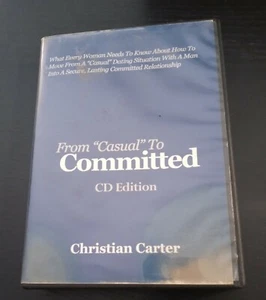 What Every Woman Needs To Know About How To
Move From A "Casual" Dating Situation With A Man
Into A Secure, Lasting Committed Relationship
From "Casual" To
Committed
CD Edition
Christian Carter